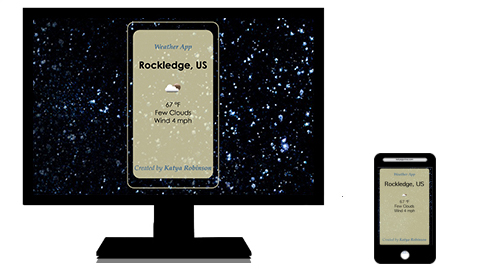 Weather App
Rockledge, US
67 °F
Few Clouds
Wind 4 mph
Created by Katya Robinson
Weather App
Rockledge, US
67 °F
Few Clouds
Wind 4 mph
Created by Katya Robinson